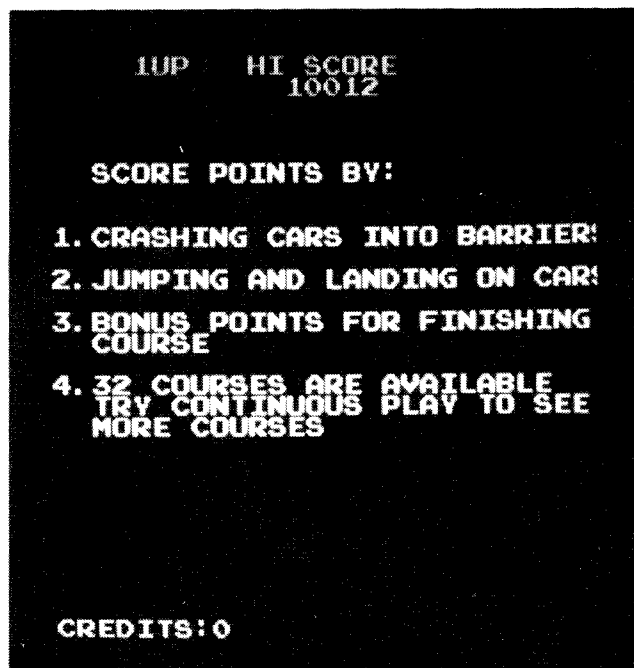 1UP HI SCORE
10012
SCORE POINTS BY:
1. CRASHING CARS INTO BARRIERS
2. JUMPING AND LANDING ON CARS
3. BONUS POINTS FOR FINISHING
COURSE
4. 32 COURSES ARE AVAILABLE
TRY CONTINUOUS PLAY TO SEE
MORE COURSES
CREDITS:0